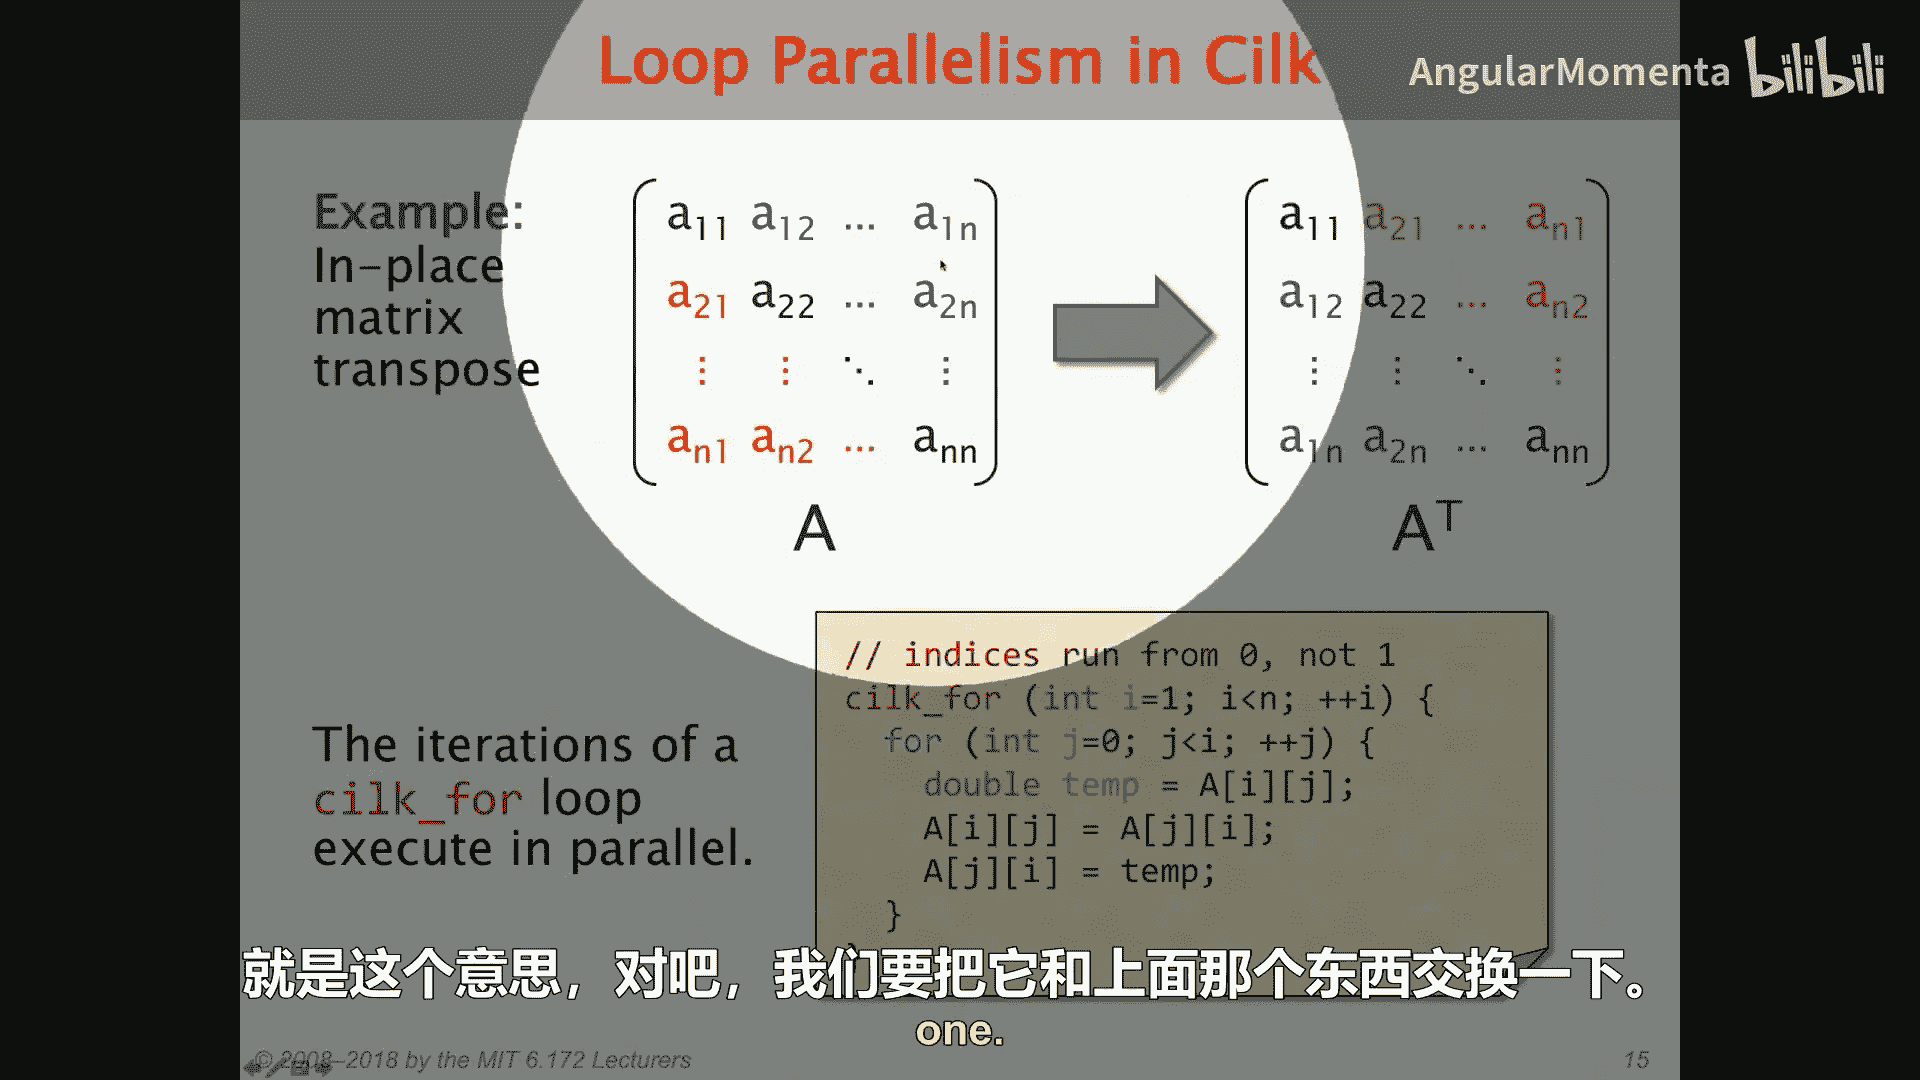 Loop Parallelism in Cilk
AngularMomenta bilibili
Example:
In-place
matrix
transpose
a11 a12 … a1n
a21 a22 … a2n
⋮ ⋮ ⋱ ⋮
an1 an2 … ann
A
a11 a21 … an1
a12 a22 … an2
⋮ ⋮ ⋱ ⋮
a1n a2n … ann
A^T
The iterations of a
cilk_for loop
execute in parallel.
// indices run from 0, not 1
cilk_for (int i=1; i<n; ++i) {
for (int j=0; j<i; ++j) {
double temp = A[i][j];
A[i][j] = A[j][i];
A[j][i] = temp;
}
}
就是这个意思，对吧，我们要把它和上面那个东西交换一下。
one.
© 2008–2018 by the MIT 6.172 Lecturers
15